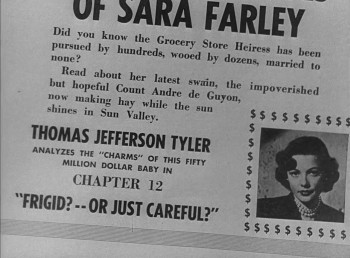 OF SARA FARLEY
Did you know the Grocery Store Heiress has been
pursued by hundreds, wooed by dozens, married to
none?
Read about her latest swain, the impoverished
but hopeful Count Andre de Guyon,
now making hay while the sun
shines in Sun Valley.
THOMAS JEFFERSON TYLER
ANALYZES THE "CHARMS" OF THIS FIFTY
MILLION DOLLAR BABY IN
CHAPTER 12
"FRIGID?--OR JUST CAREFUL?"
$ $ $ $ $ $ $ $ $ $
$
$
$
$
$
$
$
$ $ $ $ $ $ $ $ $ $